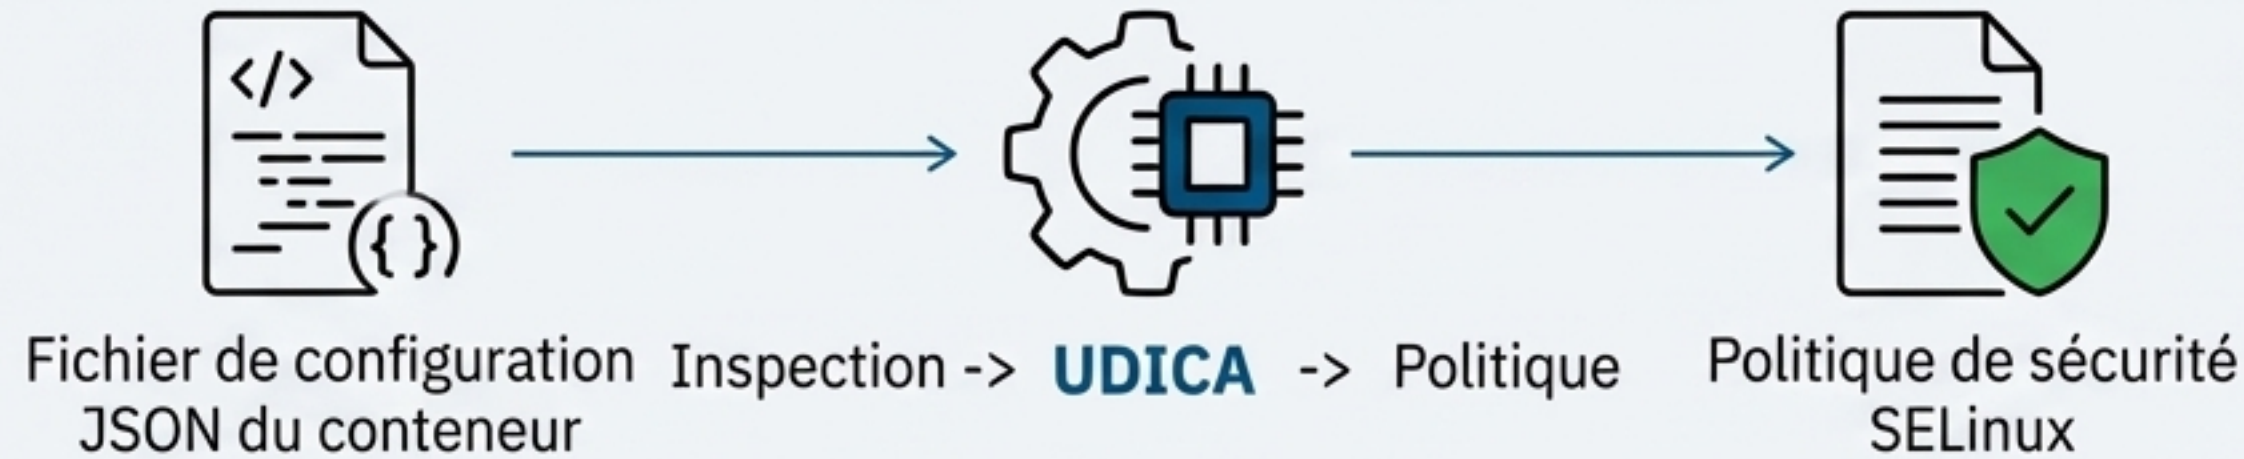 </>
{ }
Fichier de configuration
JSON du conteneur
Inspection -> UDICA -> Politique
Politique de sécurité
SELinux